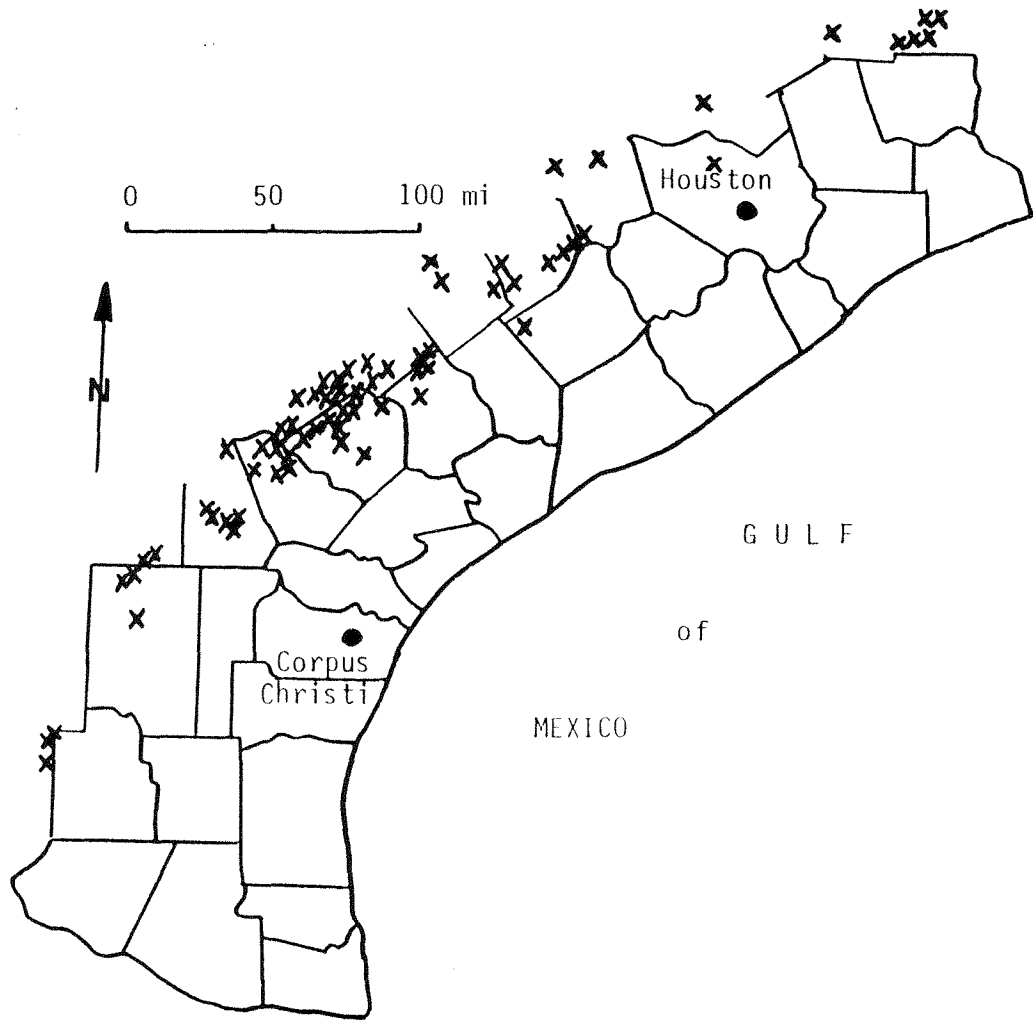 Houston
0 50 100 mi
N
GULF
of
Corpus
Christi
MEXICO